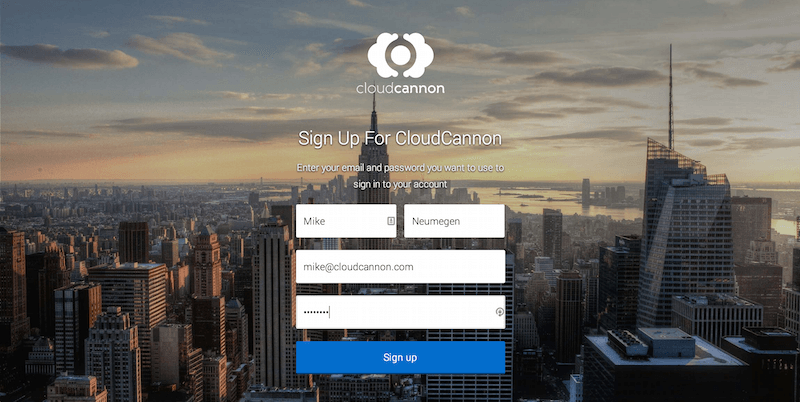 cloudcannon
Sign Up For CloudCannon
Enter your email and password you want to use to
sign in to your account
Mike
Neumegen
mike@cloudcannon.com
••••••••
Sign up